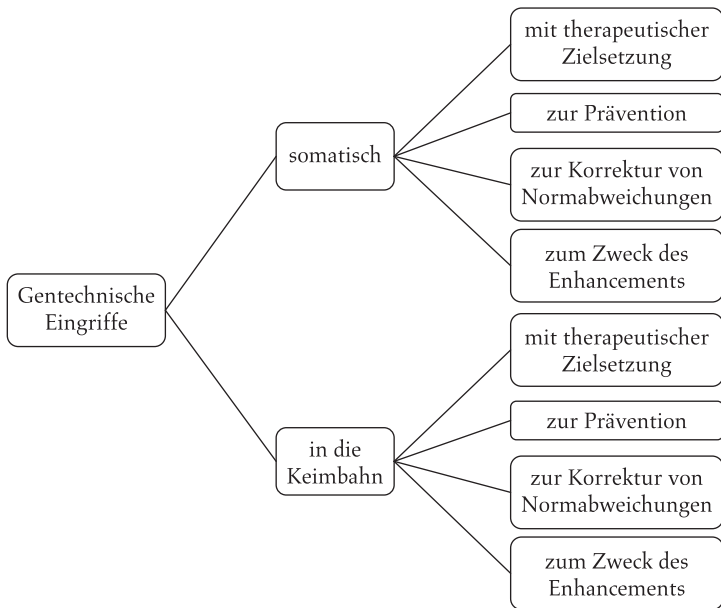 mit therapeutischer
Zielsetzung
zur Prävention
somatisch
zur Korrektur von
Normabweichungen
zum Zweck des
Enhancements
Gentechnische
Eingriffe
mit therapeutischer
Zielsetzung
zur Prävention
in die
Keimbahn
zur Korrektur von
Normabweichungen
zum Zweck des
Enhancements